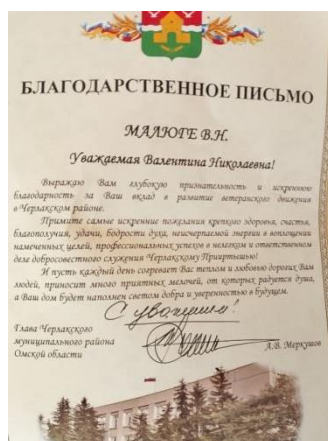 БЛАГОДАРСТВЕННОЕ ПИСЬМО
МАЛЮГЕ В.Н.
Уважаемая Валентина Николаевна!
Выражаю Вам глубокую признательность и искреннюю
благодарность за Ваш вклад в развитие ветеранского движения
в Черлакском районе.
Примите самые искренние пожелания крепкого здоровья, счастья,
благополучия, удачи, бодрости духа, неисчерпаемой энергии в воплощении
намеченных целей, профессиональных успехов в нелегком и ответственном
деле добросовестного служения Черлакскому Прииртышью!
И пусть каждый день согревает Вас теплом и любовью дорогих Вам
людей, приносит много приятных мелочей, от которых радуется душа,
а Ваш дом будет наполнен светом добра и уверенностью в будущем.
С уважением!
Глава Черлакского
муниципального района
Омской области
А.В. Меркушов